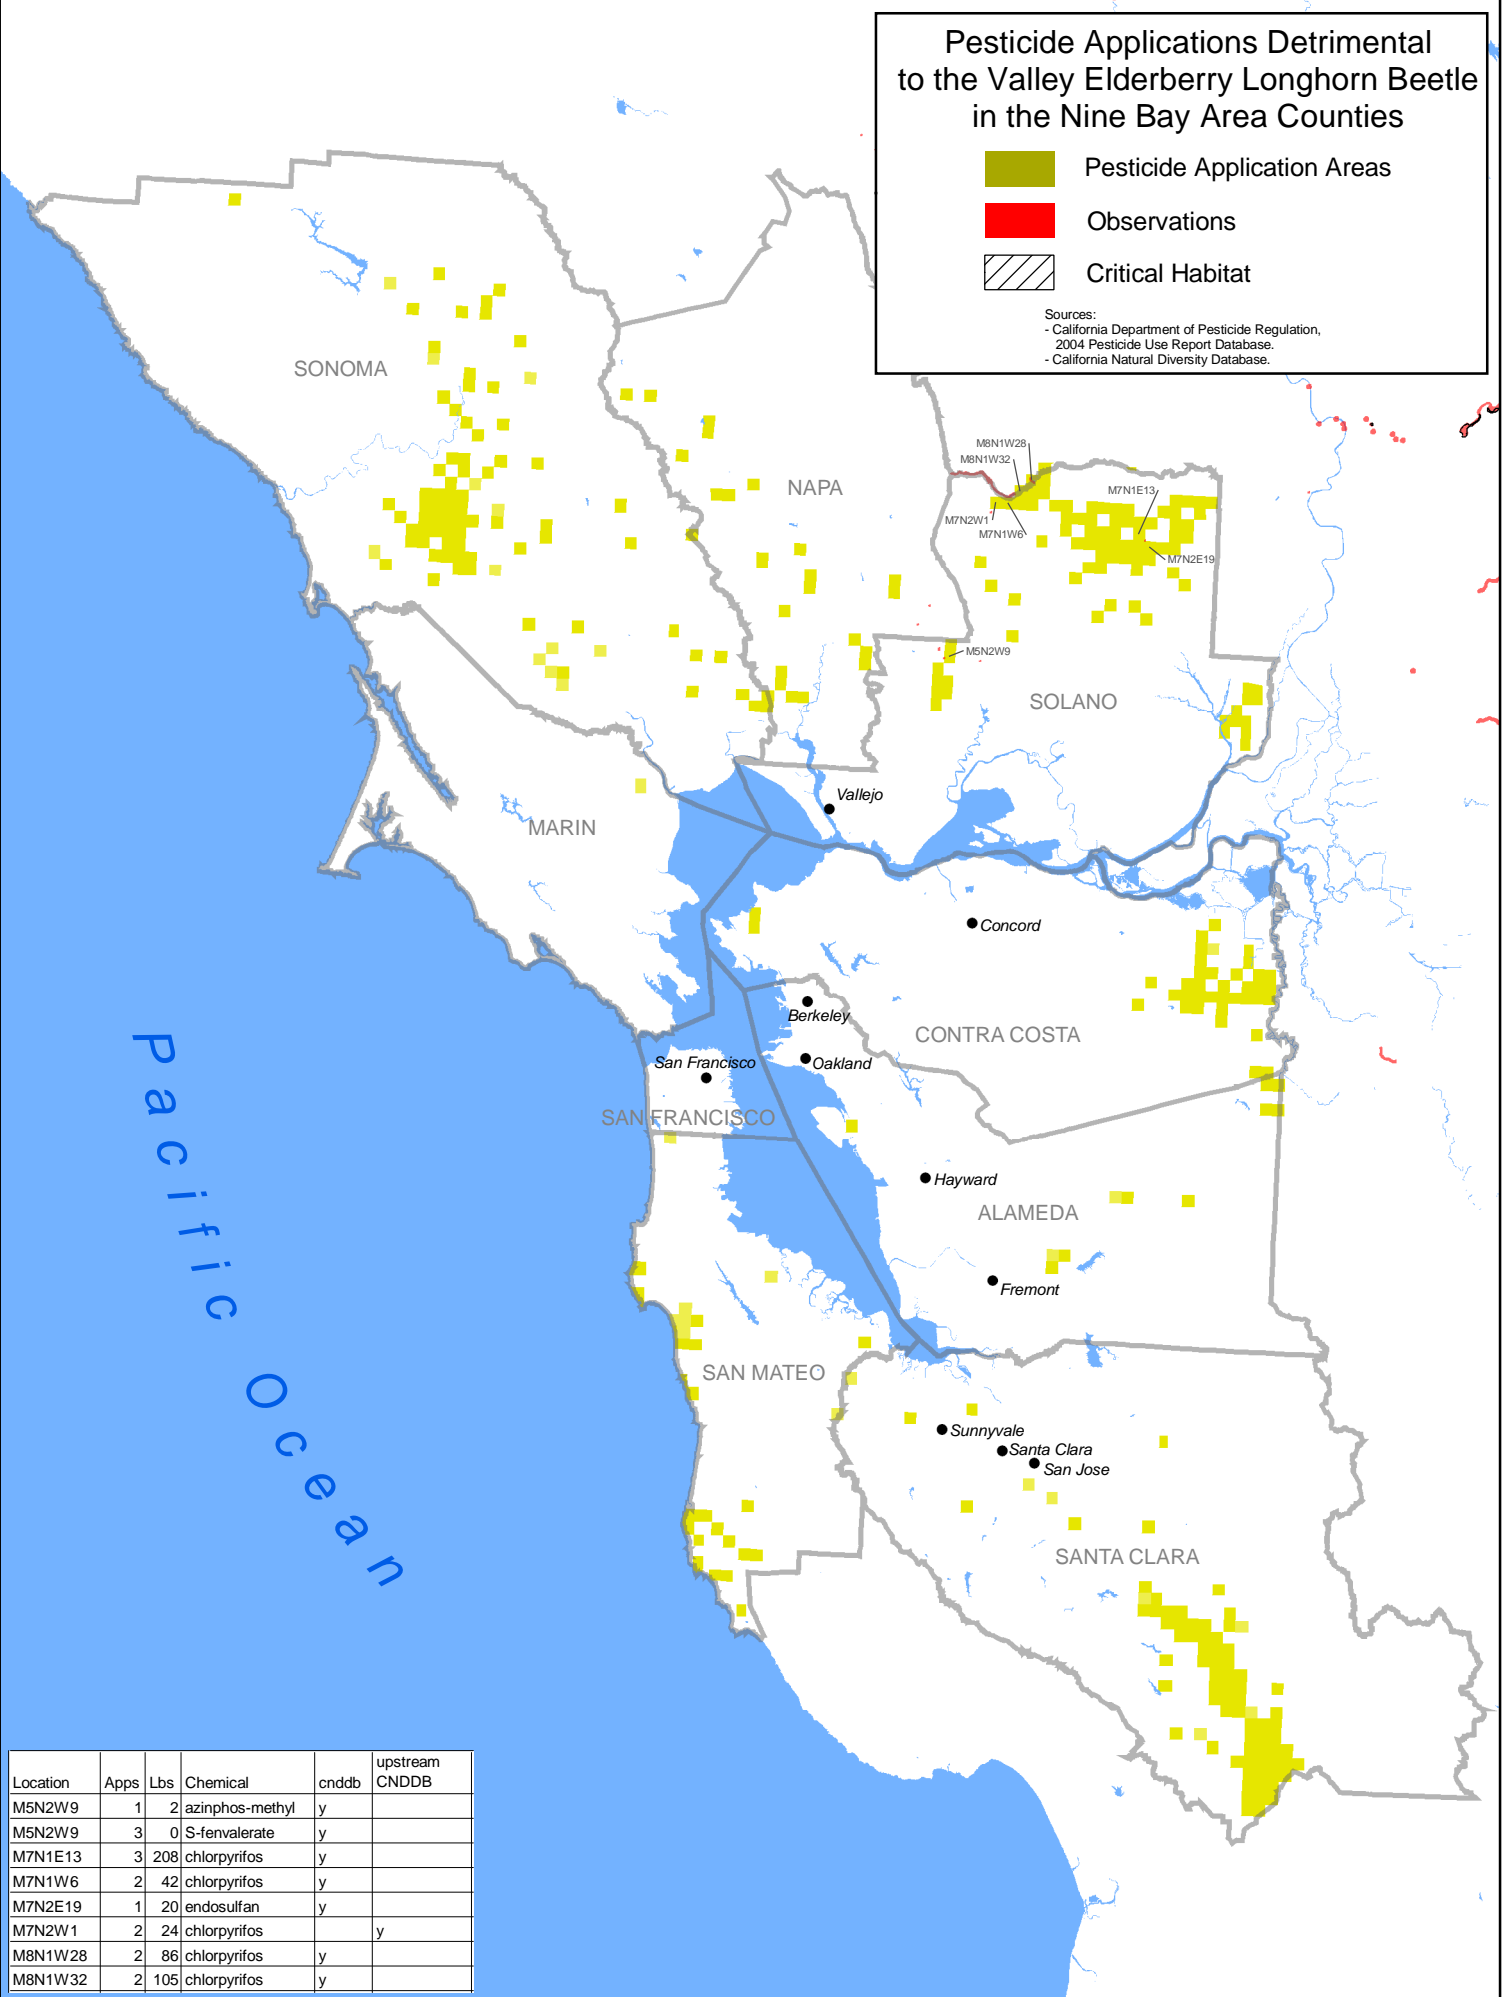 Pesticide Applications Detrimental
to the Valley Elderberry Longhorn Beetle
in the Nine Bay Area Counties
Pesticide Application Areas
Observations
Critical Habitat
Sources:
- California Department of Pesticide Regulation,
2004 Pesticide Use Report Database.
- California Natural Diversity Database.
SONOMA
NAPA
M8N1W28
M8N1W32
M7N1E13
M7N2W1
M7N1W6
M7N2E19
M5N2W9
SOLANO
Vallejo
MARIN
Concord
Berkeley
CONTRA COSTA
San Francisco
Oakland
SAN FRANCISCO
Hayward
ALAMEDA
Fremont
Pacific Ocean
SAN MATEO
Sunnyvale
Santa Clara
San Jose
SANTA CLARA
Location Apps Lbs Chemical cnddb upstream CNDDB
M5N2W9 1 2 azinphos-methyl y
M5N2W9 3 0 S-fenvalerate y
M7N1E13 3 208 chlorpyrifos y
M7N1W6 2 42 chlorpyrifos y
M7N2E19 1 20 endosulfan y
M7N2W1 2 24 chlorpyrifos y
M8N1W28 2 86 chlorpyrifos y
M8N1W32 2 105 chlorpyrifos y